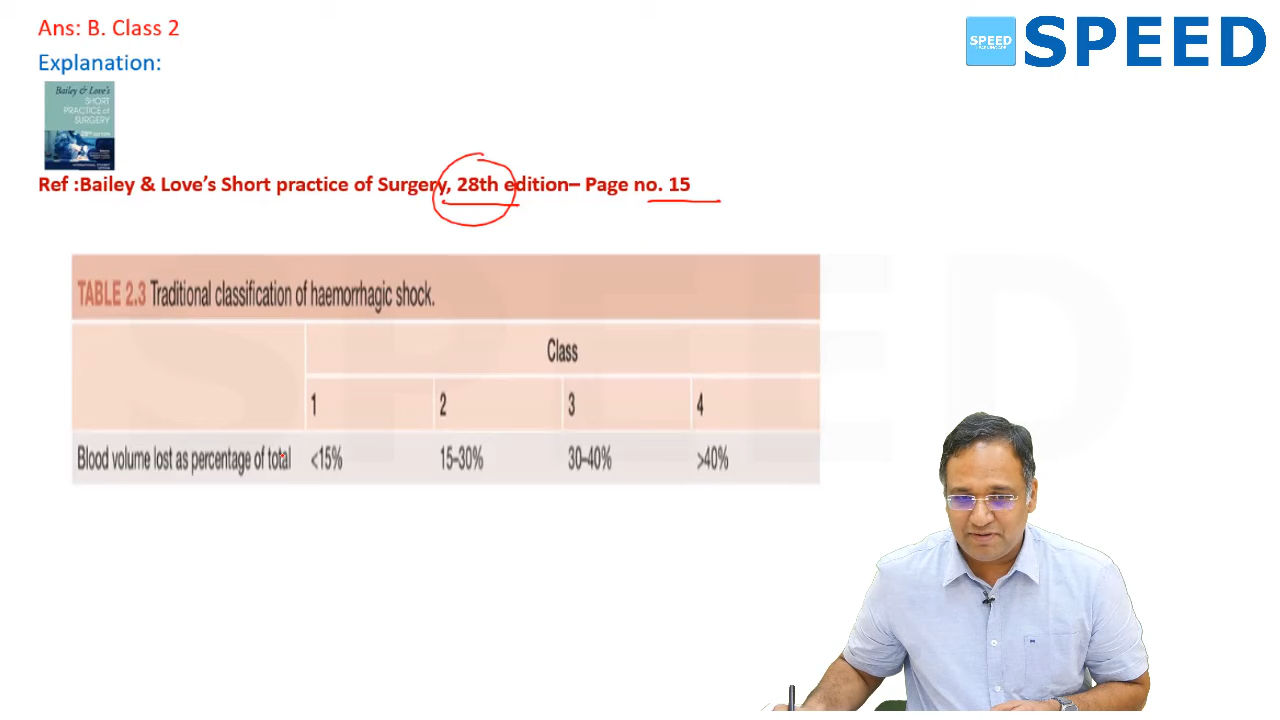 Ans: B. Class 2
SPEED
SPEED
Explanation:
Bailey & Love's
SHORT
PRACTICE of
SURGERY
Ref :Bailey & Love’s Short practice of Surgery, 28th edition– Page no. 15
TABLE 2.3 Traditional classification of haemorrhagic shock.
Class
1 2 3 4
Blood volume lost as percentage of total <15% 15–30% 30–40% >40%